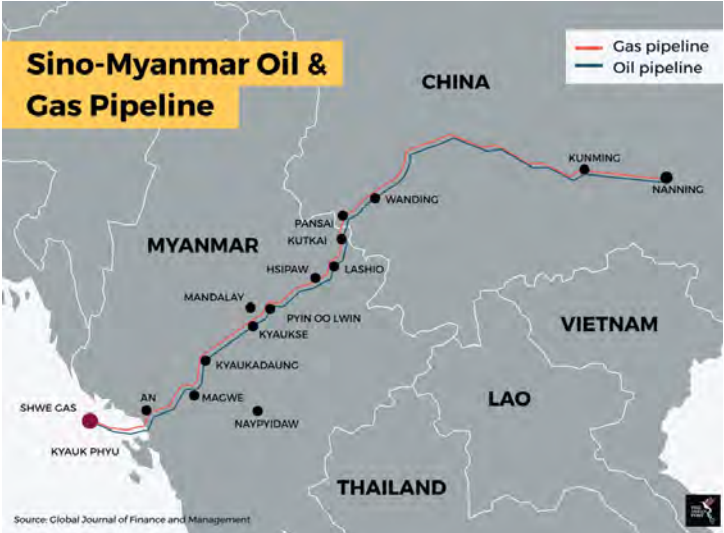 Sino-Myanmar Oil &
Gas Pipeline
Gas pipeline
Oil pipeline
CHINA
KUNMING
NANNING
WANDING
PANSAI
KUTKAI
MYANMAR
HSIPAW
LASHIO
MANDALAY
PYIN OO LWIN
KYAUKSE
VIETNAM
KYAUKADAUNG
AN
MAGWE
LAO
SHWE GAS
NAYPYIDAW
KYAUK PHYU
THAILAND
Source: Global Journal of Finance and Management